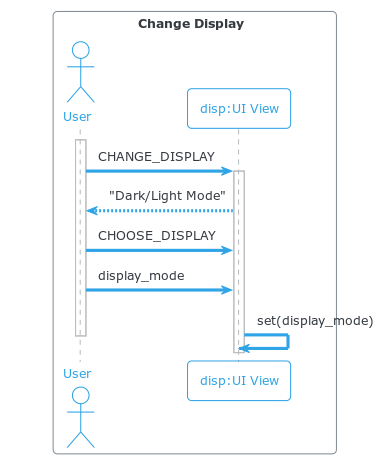 Change Display
User
disp:UI View
CHANGE_DISPLAY
"Dark/Light Mode"
CHOOSE_DISPLAY
display_mode
set(display_mode)
User
disp:UI View